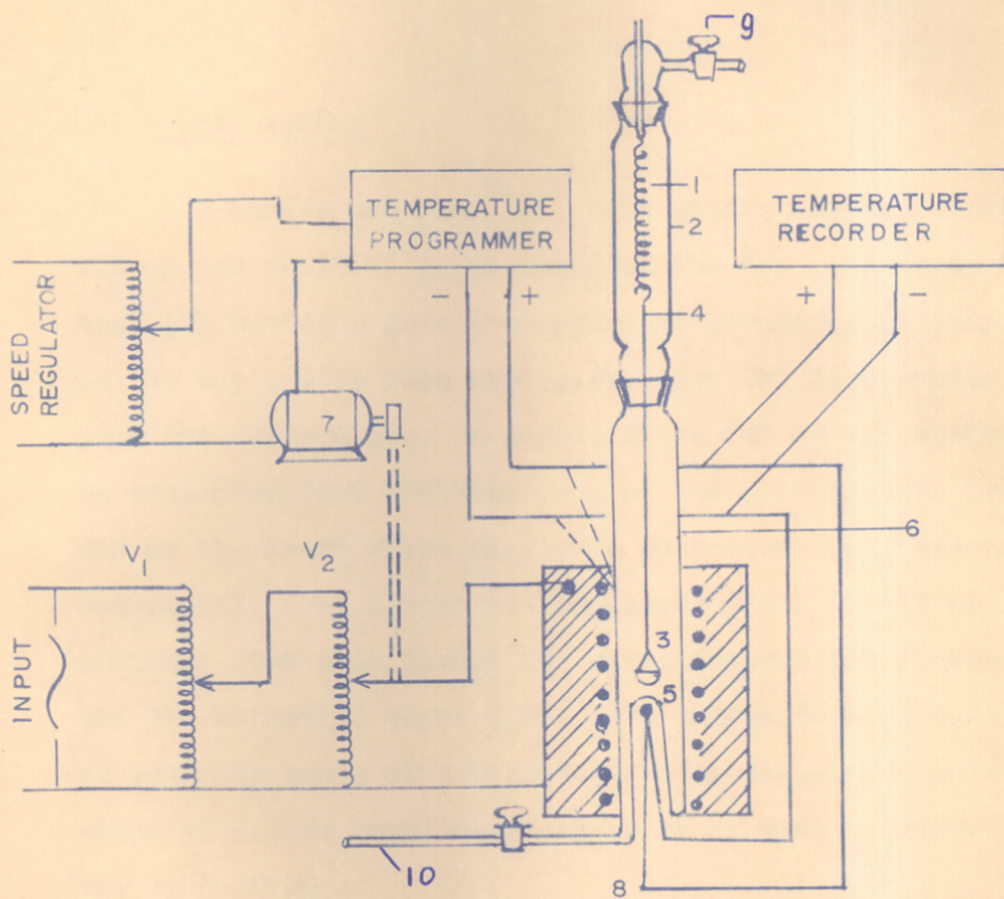 9
TEMPERATURE
PROGRAMMER
1
2
TEMPERATURE
RECORDER
- +
+ -
4
SPEED
REGULATOR
7
6
V1
V2
3
5
INPUT
10
8